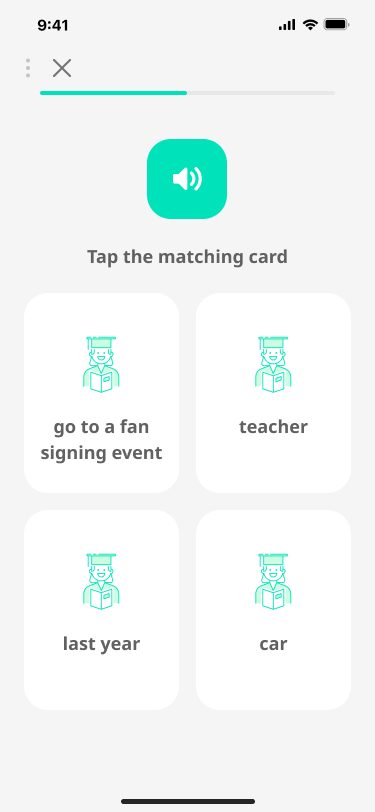 9:41
Tap the matching card
go to a fan
signing event
teacher
last year
car